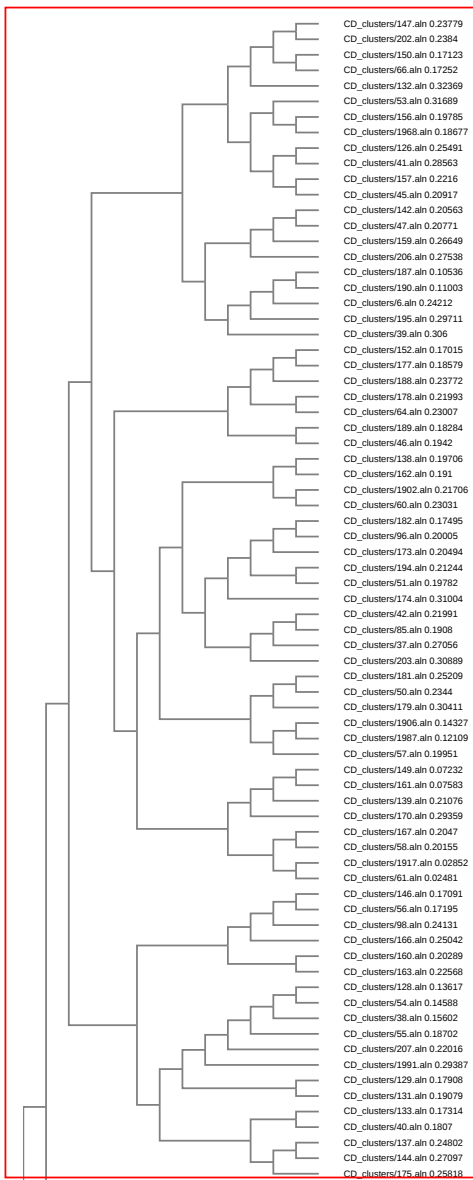 CD_clusters/147.aln 0.23779
CD_clusters/202.aln 0.2384
CD_clusters/150.aln 0.17123
CD_clusters/66.aln 0.17252
CD_clusters/132.aln 0.32369
CD_clusters/53.aln 0.31689
CD_clusters/156.aln 0.19785
CD_clusters/1968.aln 0.18677
CD_clusters/126.aln 0.25491
CD_clusters/41.aln 0.28563
CD_clusters/157.aln 0.2216
CD_clusters/45.aln 0.20917
CD_clusters/142.aln 0.20563
CD_clusters/47.aln 0.20771
CD_clusters/159.aln 0.26649
CD_clusters/206.aln 0.27538
CD_clusters/187.aln 0.10536
CD_clusters/190.aln 0.11003
CD_clusters/6.aln 0.24212
CD_clusters/195.aln 0.29711
CD_clusters/39.aln 0.306
CD_clusters/152.aln 0.17015
CD_clusters/177.aln 0.18579
CD_clusters/188.aln 0.23772
CD_clusters/178.aln 0.21993
CD_clusters/64.aln 0.23007
CD_clusters/189.aln 0.18284
CD_clusters/46.aln 0.1942
CD_clusters/138.aln 0.19706
CD_clusters/162.aln 0.191
CD_clusters/1902.aln 0.21706
CD_clusters/60.aln 0.23031
CD_clusters/182.aln 0.17495
CD_clusters/96.aln 0.20005
CD_clusters/173.aln 0.20494
CD_clusters/194.aln 0.21244
CD_clusters/51.aln 0.19782
CD_clusters/174.aln 0.31004
CD_clusters/42.aln 0.21991
CD_clusters/85.aln 0.1908
CD_clusters/37.aln 0.27056
CD_clusters/203.aln 0.30889
CD_clusters/181.aln 0.25209
CD_clusters/50.aln 0.2344
CD_clusters/179.aln 0.30411
CD_clusters/1906.aln 0.14327
CD_clusters/1987.aln 0.12109
CD_clusters/57.aln 0.19951
CD_clusters/149.aln 0.07232
CD_clusters/161.aln 0.07583
CD_clusters/139.aln 0.21076
CD_clusters/170.aln 0.29359
CD_clusters/167.aln 0.2047
CD_clusters/58.aln 0.20155
CD_clusters/1917.aln 0.02852
CD_clusters/61.aln 0.02481
CD_clusters/146.aln 0.17091
CD_clusters/56.aln 0.17195
CD_clusters/98.aln 0.24131
CD_clusters/166.aln 0.25042
CD_clusters/160.aln 0.20289
CD_clusters/163.aln 0.22568
CD_clusters/128.aln 0.13617
CD_clusters/54.aln 0.14588
CD_clusters/38.aln 0.15602
CD_clusters/55.aln 0.18702
CD_clusters/207.aln 0.22016
CD_clusters/1991.aln 0.29387
CD_clusters/129.aln 0.17908
CD_clusters/131.aln 0.19079
CD_clusters/133.aln 0.17314
CD_clusters/40.aln 0.1807
CD_clusters/137.aln 0.24802
CD_clusters/144.aln 0.27097
CD_clusters/175.aln 0.25818